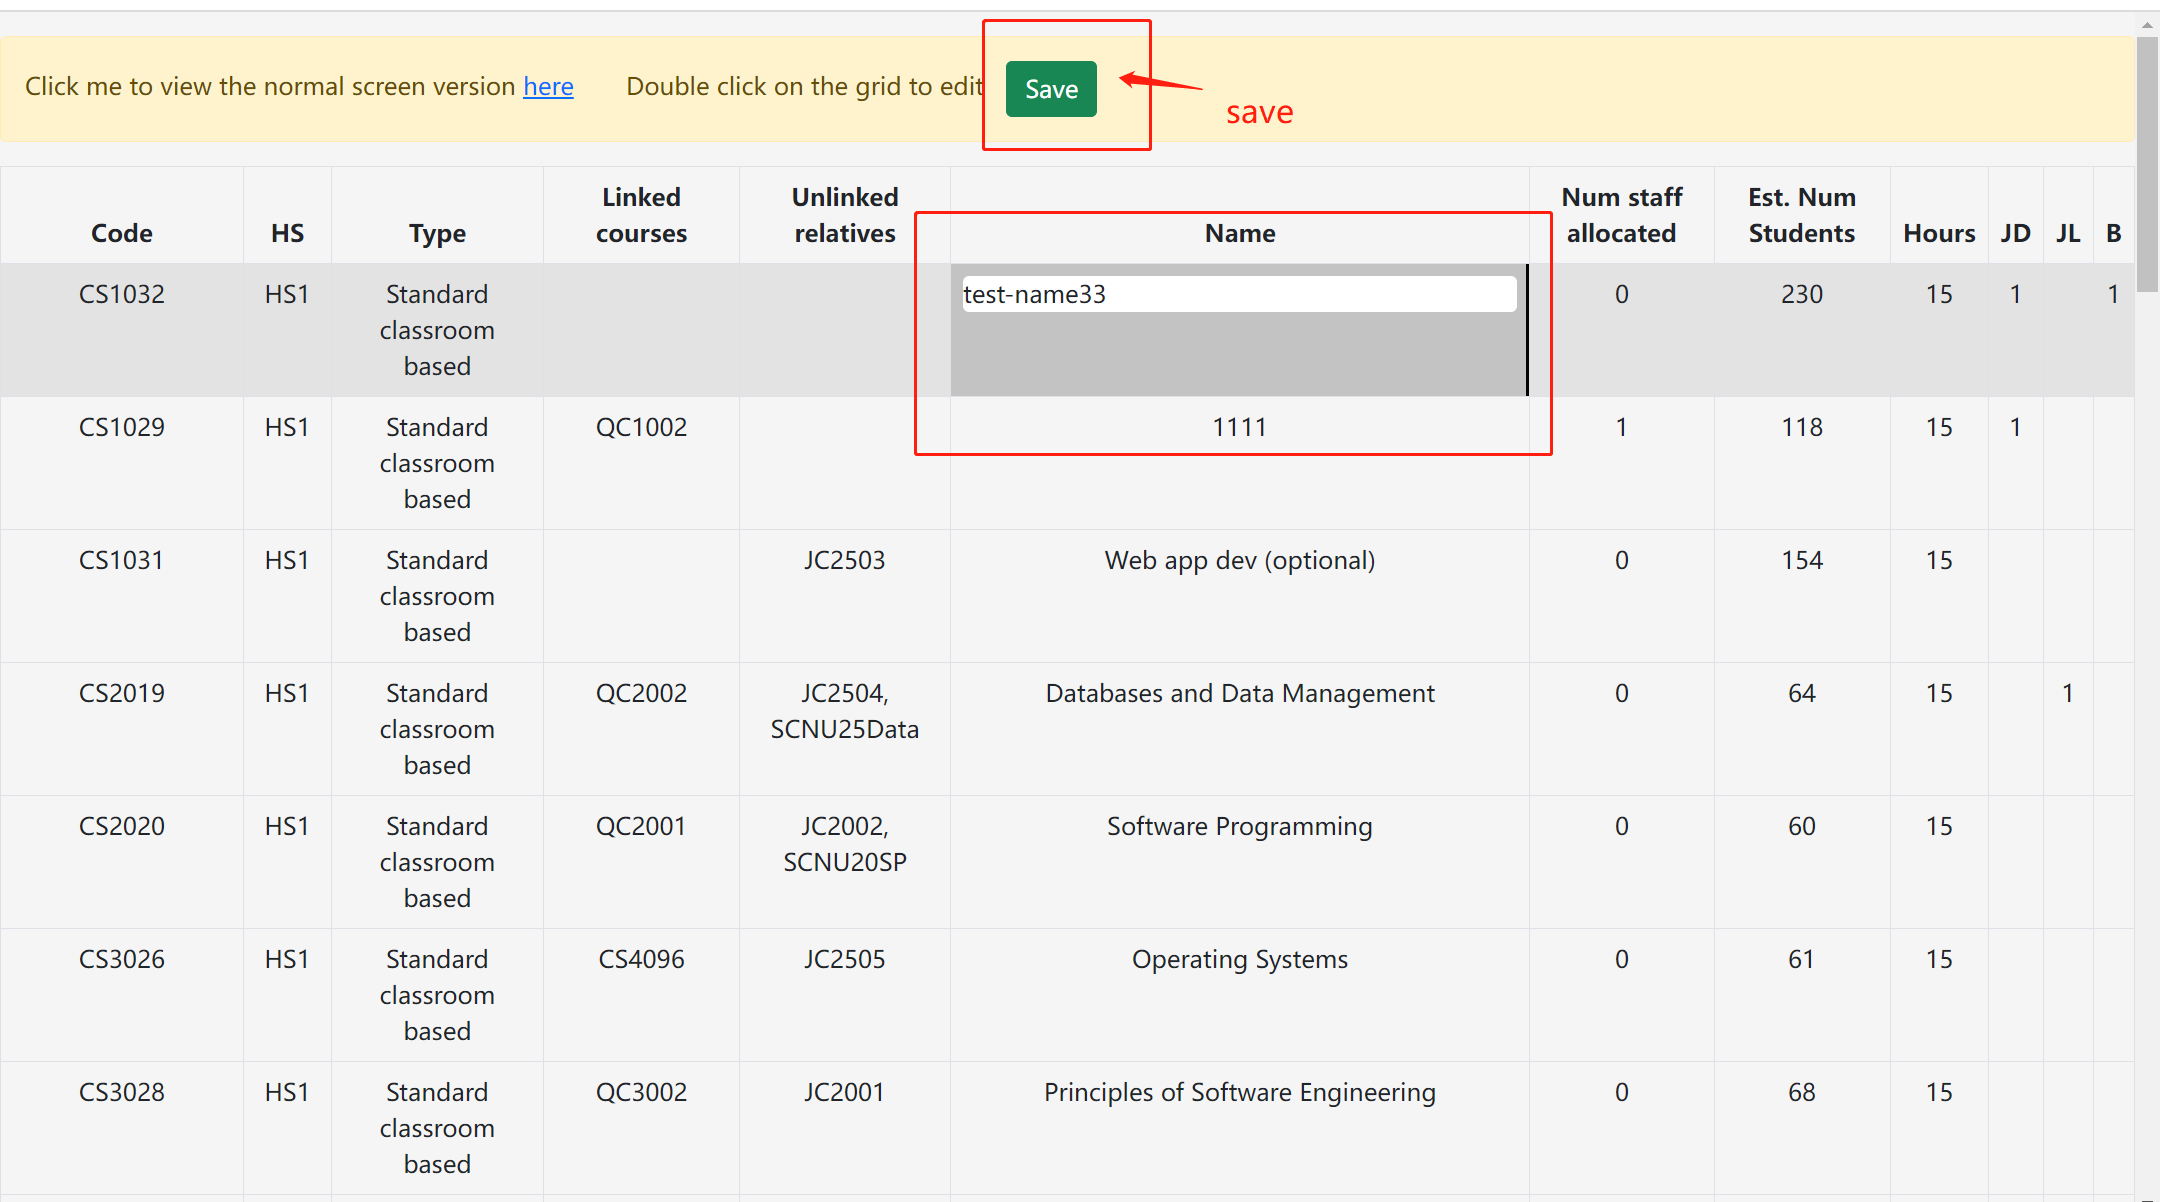 Click me to view the normal screen version here Double click on the grid to edit Save
save
Code HS Type Linked courses Unlinked relatives Name Num staff allocated Est. Num Students Hours JD JL B
CS1032 HS1 Standard classroom based test-name33 0 230 15 1 1
CS1029 HS1 Standard classroom based QC1002 1111 1 118 15 1
CS1031 HS1 Standard classroom based JC2503 Web app dev (optional) 0 154 15
CS2019 HS1 Standard classroom based QC2002 JC2504, SCNU25Data Databases and Data Management 0 64 15 1
CS2020 HS1 Standard classroom based QC2001 JC2002, SCNU20SP Software Programming 0 60 15
CS3026 HS1 Standard classroom based CS4096 JC2505 Operating Systems 0 61 15
CS3028 HS1 Standard classroom based QC3002 JC2001 Principles of Software Engineering 0 68 15